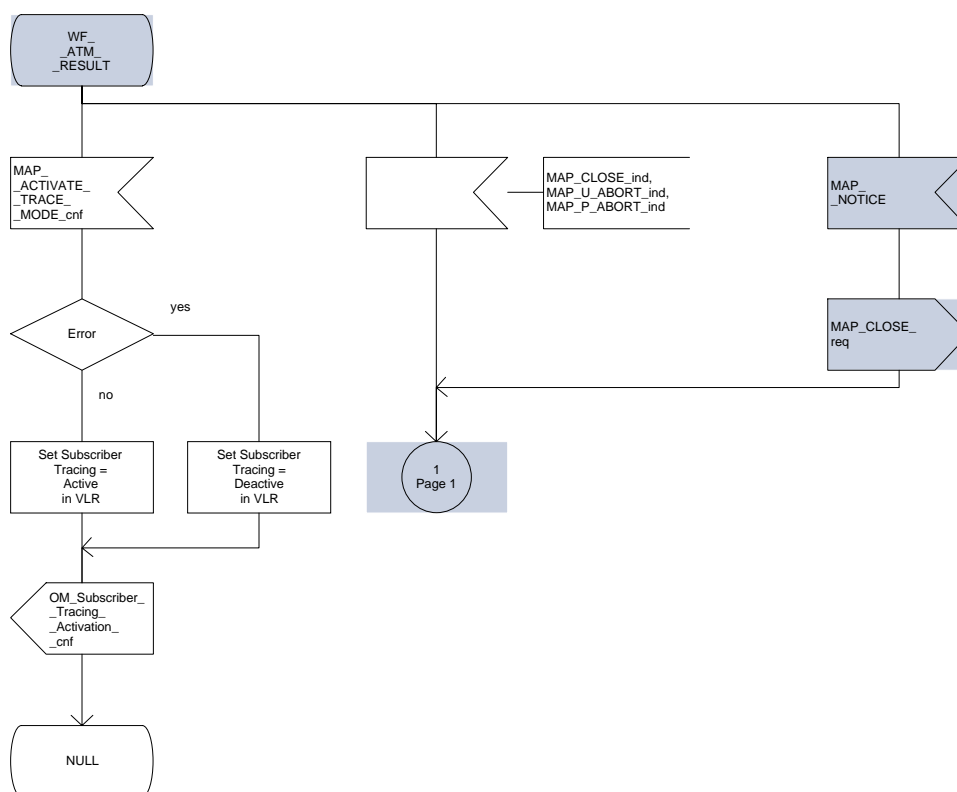 WF_
_ATM_
_RESULT
MAP_
_ACTIVATE_
_TRACE_
_MODE_cnf
MAP_CLOSE_ind,
MAP_U_ABORT_ind,
MAP_P_ABORT_ind
MAP_
_NOTICE
Error
yes
no
MAP_CLOSE_
req
Set Subscriber
Tracing =
Active
in VLR
Set Subscriber
Tracing =
Deactive
in VLR
1
Page 1
OM_Subscriber_
_Tracing_
_Activation_
_cnf
NULL